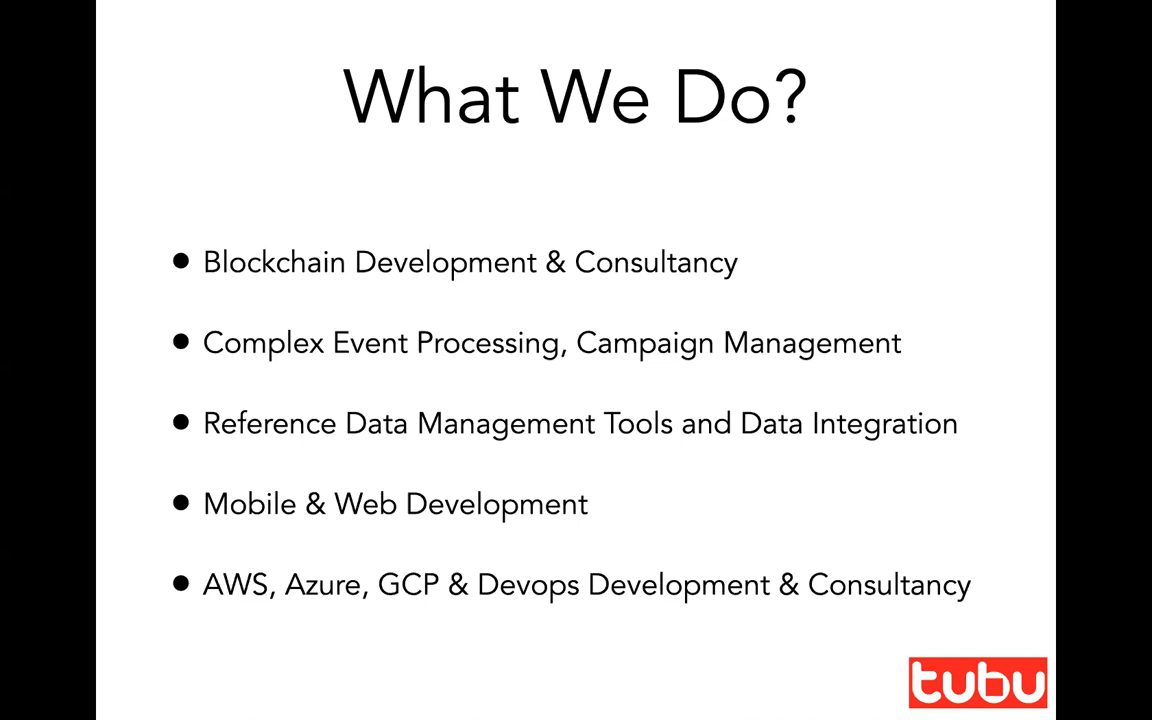 What We Do?
• Blockchain Development & Consultancy
• Complex Event Processing, Campaign Management
• Reference Data Management Tools and Data Integration
• Mobile & Web Development
• AWS, Azure, GCP & Devops Development & Consultancy
tubu